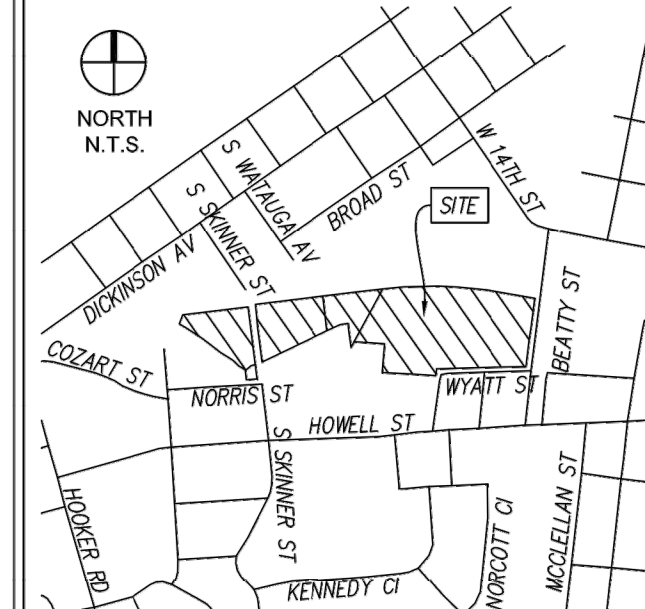 NORTH
N.T.S.
S WATAUGA AV
W 14TH ST
S SKINNER ST
BROAD ST
SITE
DICKINSON AV
BEATTY ST
COZART ST
NORRIS ST
WYATT ST
HOWELL ST
S SKINNER ST
HOOKER RD
MCCLELLAN ST
NORCOTT CI
KENNEDY CI